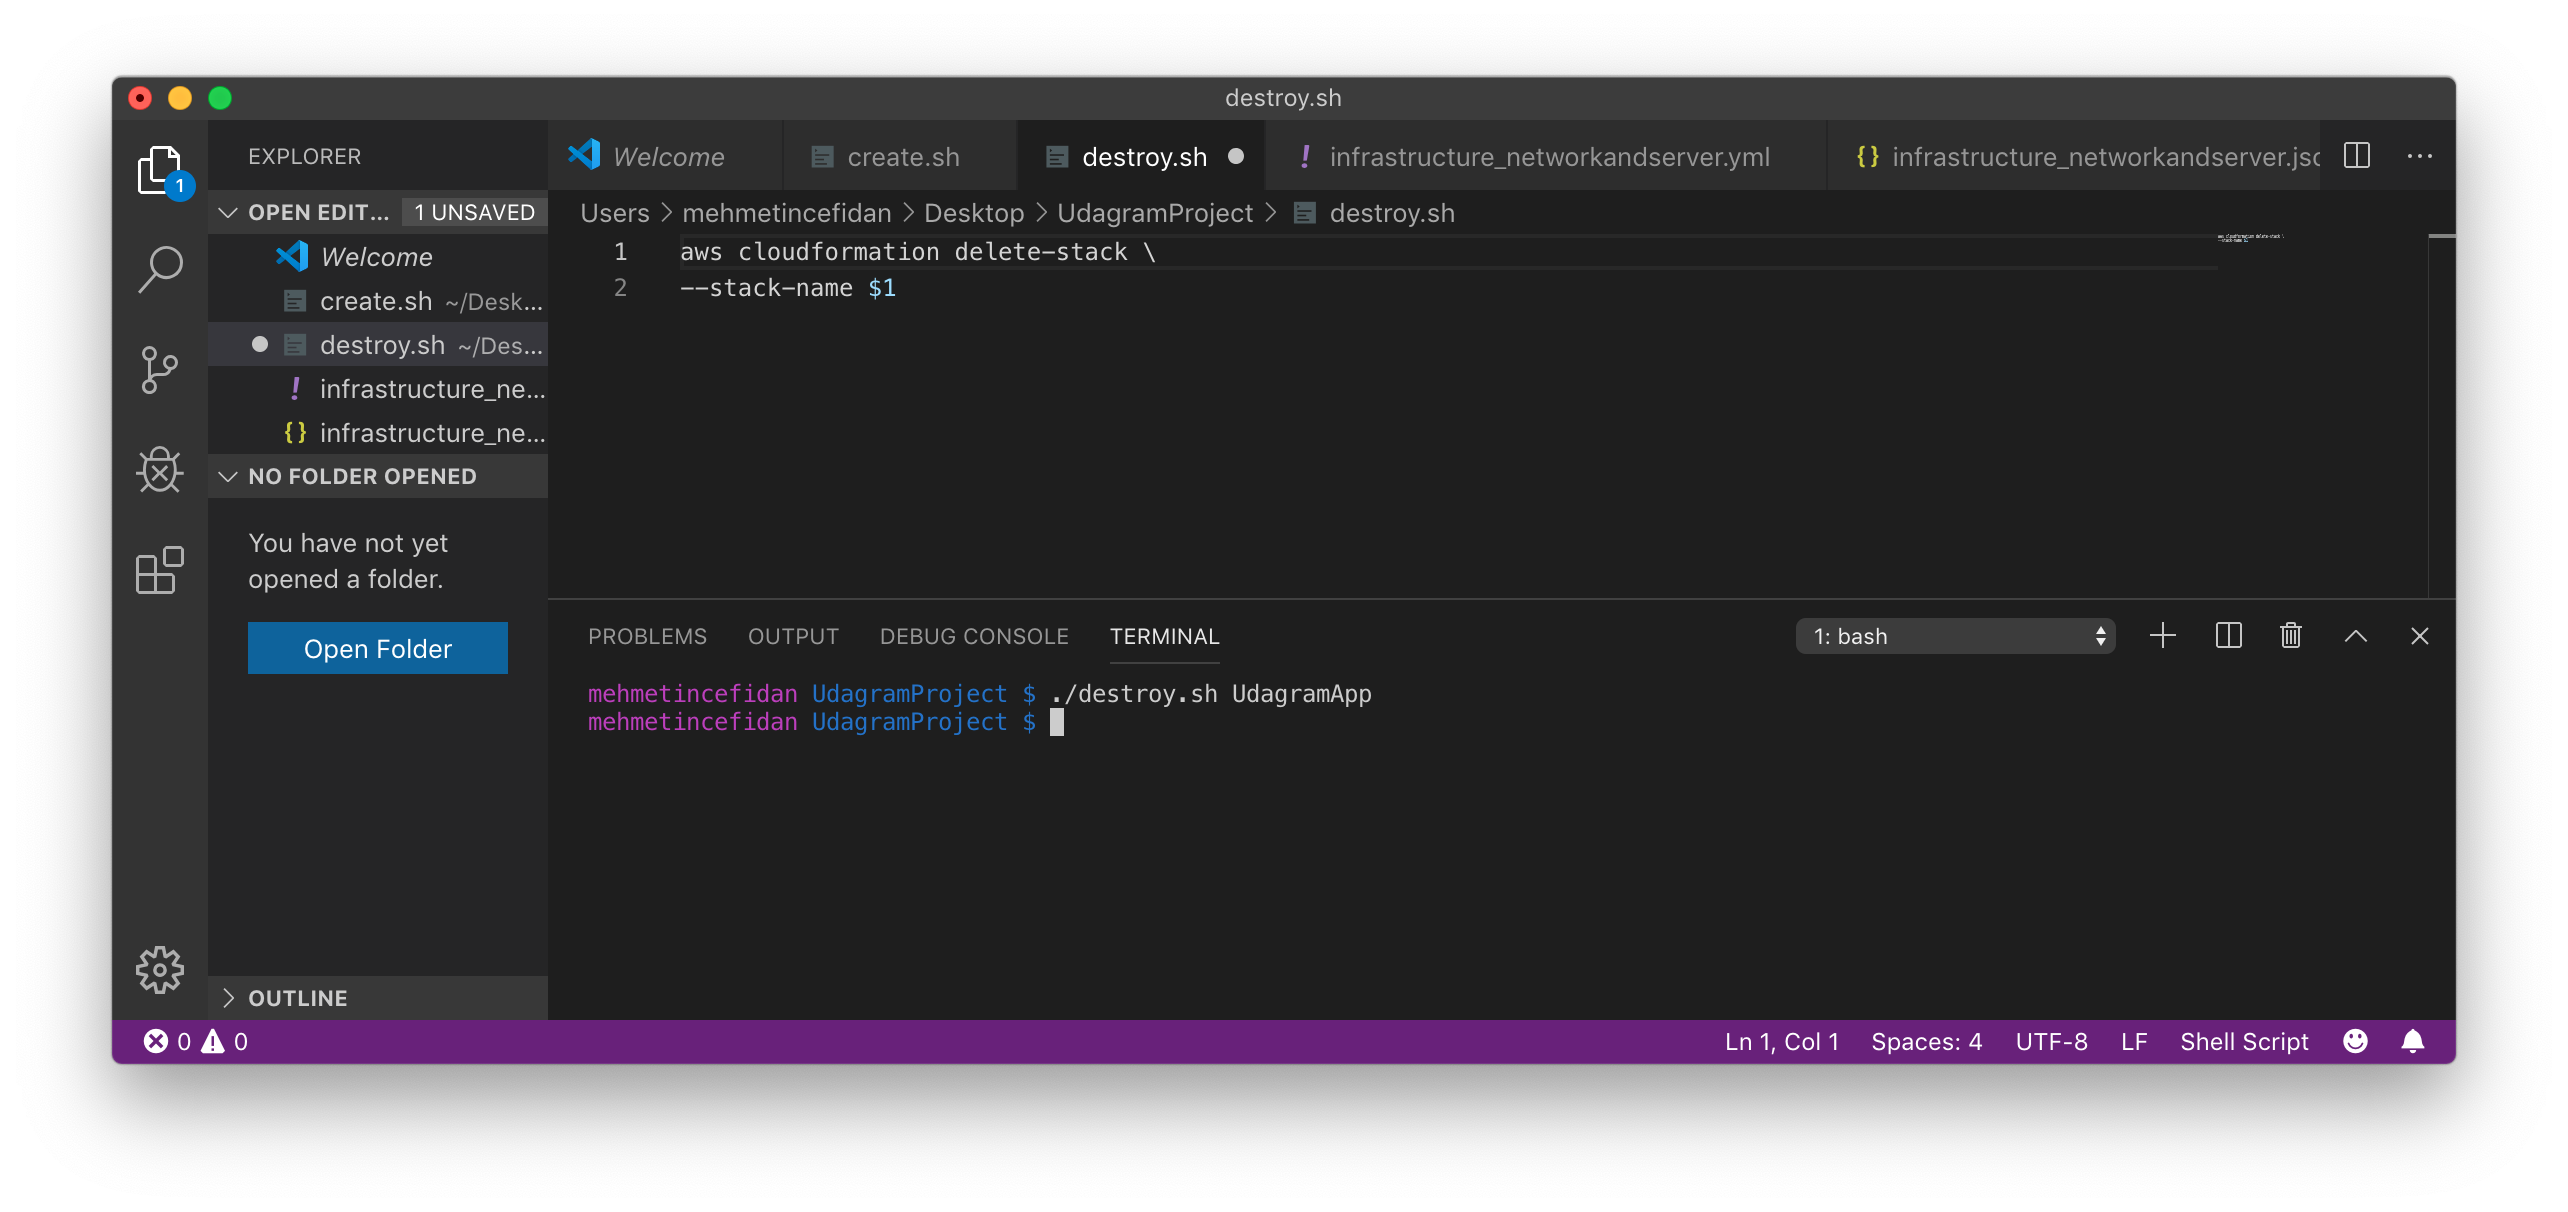 destroy.sh
1
EXPLORER
OPEN EDIT... 1 UNSAVED
Welcome
create.sh ~/Desk...
destroy.sh ~/Des...
! infrastructure_ne...
{} infrastructure_ne...
NO FOLDER OPENED
You have not yet
opened a folder.
Open Folder
OUTLINE
Welcome create.sh destroy.sh ! infrastructure_networkandserver.yml {} infrastructure_networkandserver.jsc
Users > mehmetincefidan > Desktop > UdagramProject > destroy.sh
1 aws cloudformation delete-stack \
2 --stack-name $1
PROBLEMS OUTPUT DEBUG CONSOLE TERMINAL 1: bash
mehmetincefidan UdagramProject $ ./destroy.sh UdagramApp
mehmetincefidan UdagramProject $
0 0 Ln 1, Col 1 Spaces: 4 UTF-8 LF Shell Script